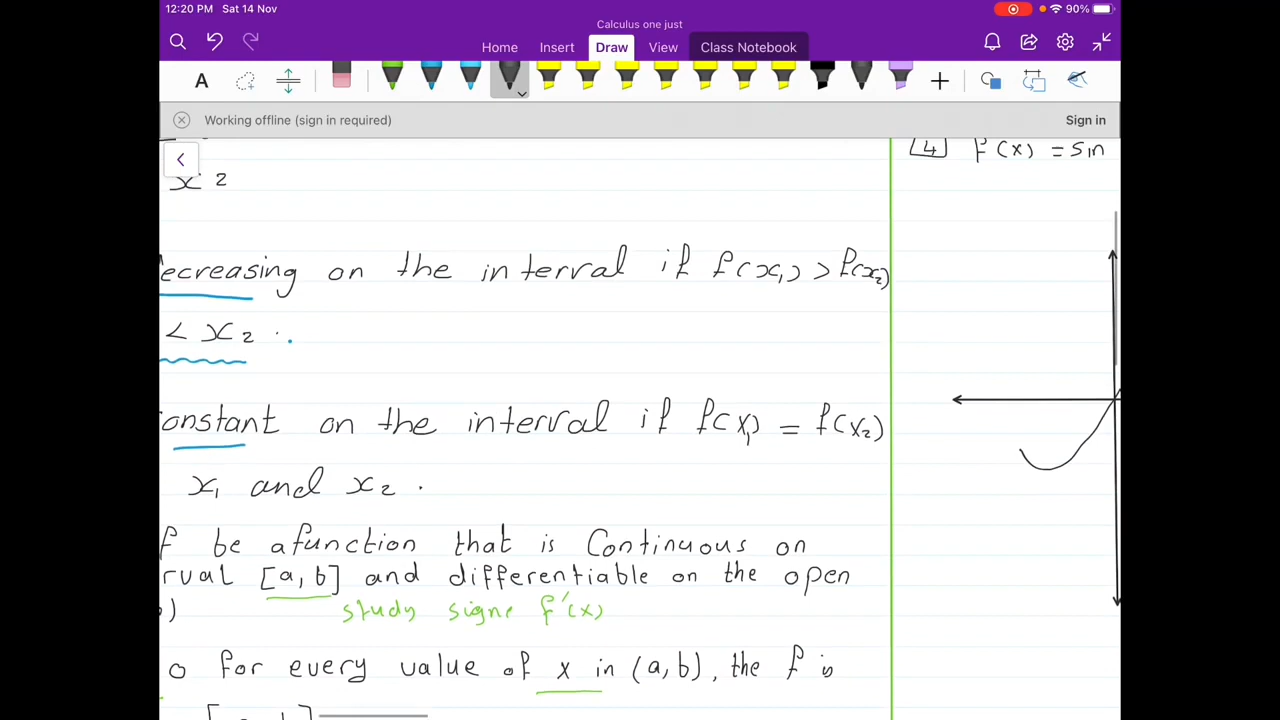 12:20 PM Sat 14 Nov
90%
Calculus one just
Home Insert Draw View Class Notebook
A
Working offline (sign in required)
Sign in
x2
ecreasing on the interval if f(x1) > f(x2)
< x2 .
onstant on the interval if f(x1) = f(x2)
x1 and x2 .
f be afunction that is Continuous on
rval [a, b] and differentiable on the open
)
study signe f'(x)
o for every value of x in (a, b), the f is
[4] f(x) = sin